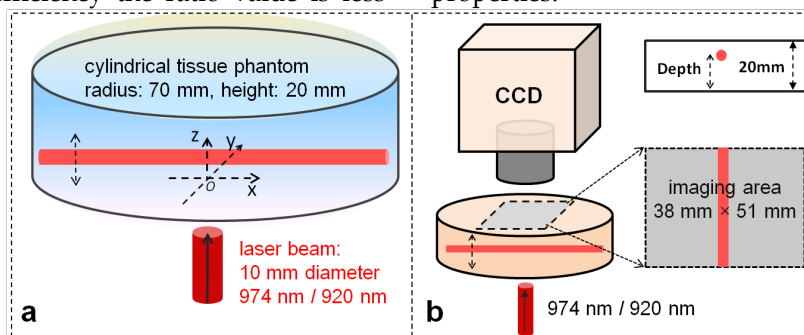 the ratio value is less
properties.
cylindrical tissue phantom
radius: 70 mm, height: 20 mm
z
y
o
x
laser beam:
10 mm diameter
974 nm / 920 nm
a
CCD
Depth
20mm
imaging area
38 mm × 51 mm
974 nm / 920 nm
b